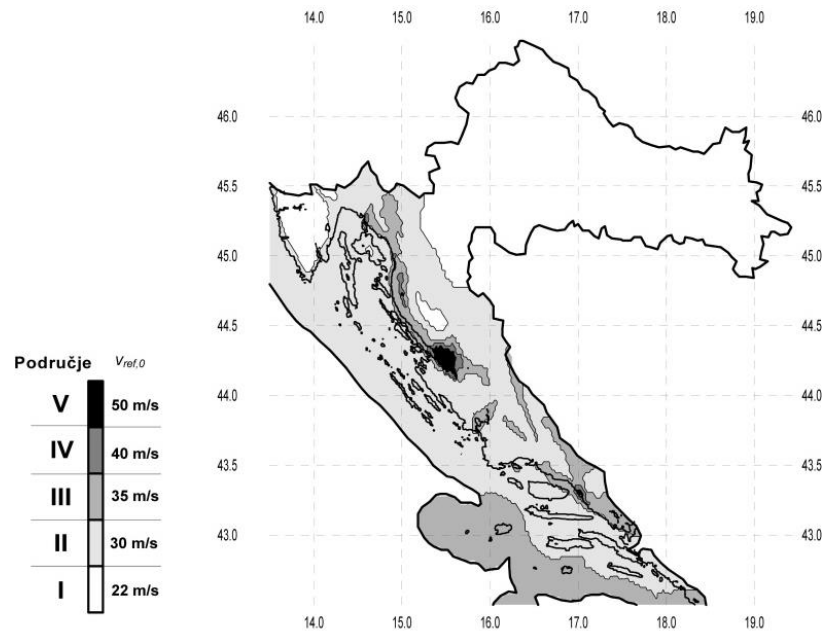 14.0 15.0 16.0 17.0 18.0 19.0
46.0 46.0
45.5 45.5
45.0 45.0
44.5 44.5
44.0 44.0
43.5 43.5
43.0 43.0
14.0 15.0 16.0 17.0 18.0 19.0
Područje Vref,0
V 50 m/s
IV 40 m/s
III 35 m/s
II 30 m/s
I 22 m/s